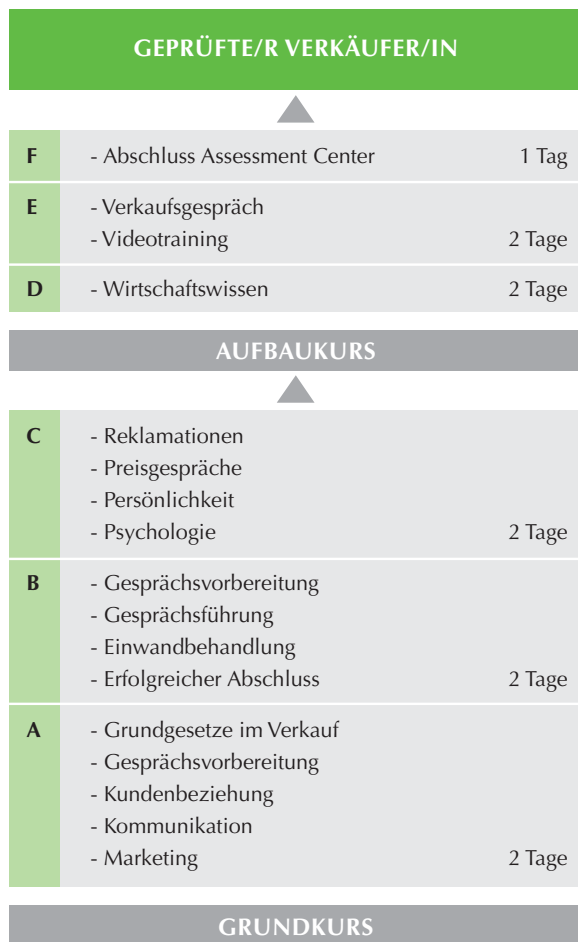 GEPRÜFTE/R VERKÄUFER/IN
F - Abschluss Assessment Center 1 Tag
E - Verkaufsgespräch
- Videotraining 2 Tage
D - Wirtschaftswissen 2 Tage
AUFBAUKURS
C - Reklamationen
- Preisgespräche
- Persönlichkeit
- Psychologie 2 Tage
B - Gesprächsvorbereitung
- Gesprächsführung
- Einwandbehandlung
- Erfolgreicher Abschluss 2 Tage
A - Grundgesetze im Verkauf
- Gesprächsvorbereitung
- Kundenbeziehung
- Kommunikation
- Marketing 2 Tage
GRUNDKURS